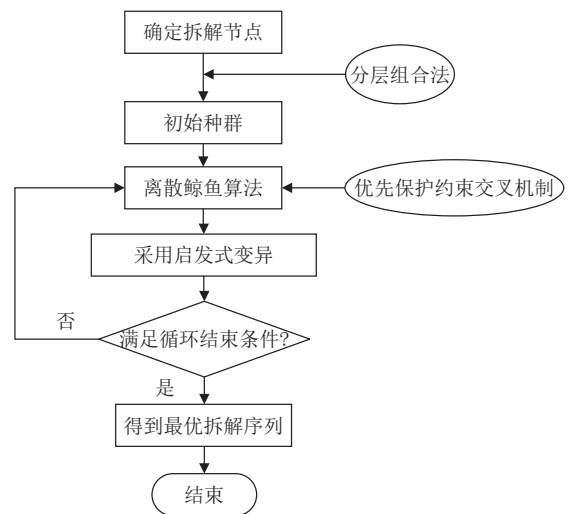 确定拆解节点
分层组合法
初始种群
离散鲸鱼算法
优先保护约束交叉机制
采用启发式变异
否
满足循环结束条件?
是
得到最优拆解序列
结束